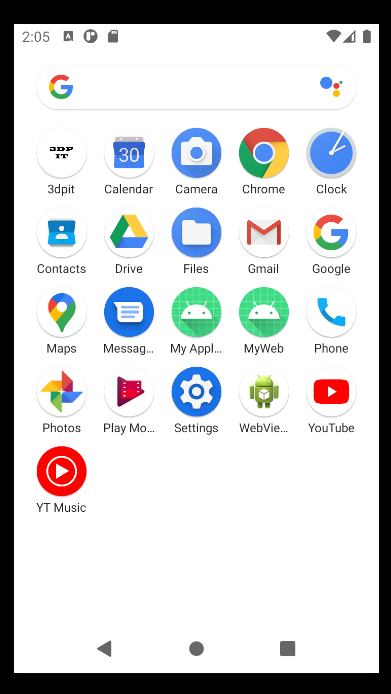 2:05
3DP
IT
30
3dpit Calendar Camera Chrome Clock
Contacts Drive Files Gmail Google
Maps Messag... My Appl... MyWeb Phone
Photos Play Mo... Settings WebVie... YouTube
YT Music